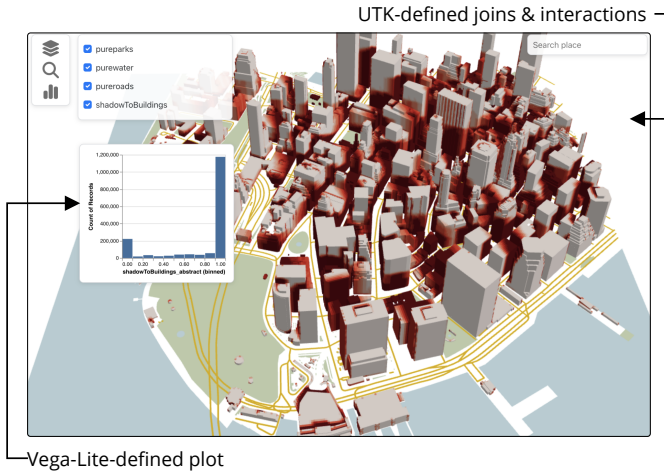 UTK-defined joins & interactions
pureparks
Search place
purewater
pureroads
shadowToBuildings
1,200,000
1,000,000
800,000
600,000
400,000
200,000
0
Count of Records
0.00 0.20 0.40 0.60 0.80 1.00
shadowToBuildings_abstract (binned)
Vega-Lite-defined plot